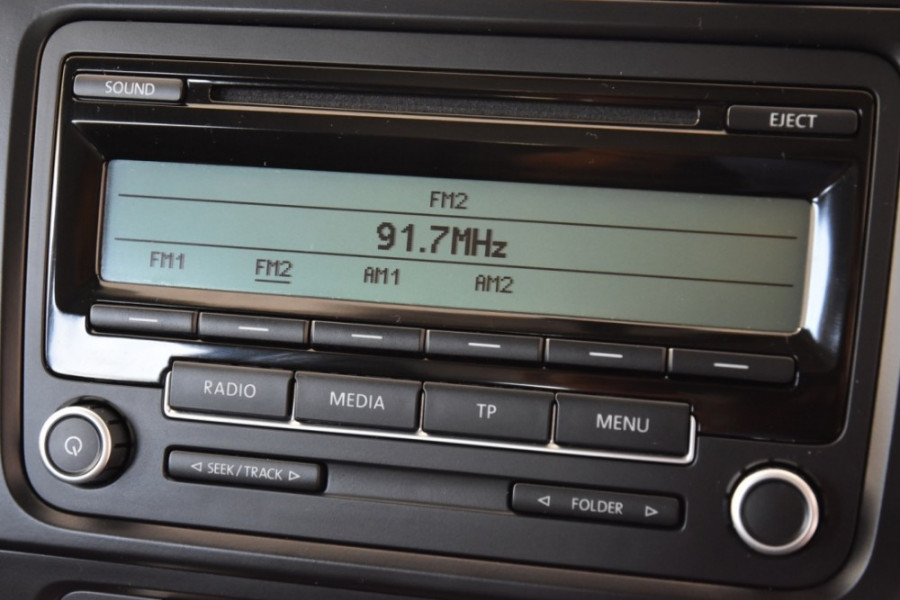 SOUND
EJECT
FM2
91.7MHz
FM1 FM2 AM1 AM2
RADIO MEDIA TP MENU
◁ SEEK/TRACK ▷
◁ FOLDER ▷